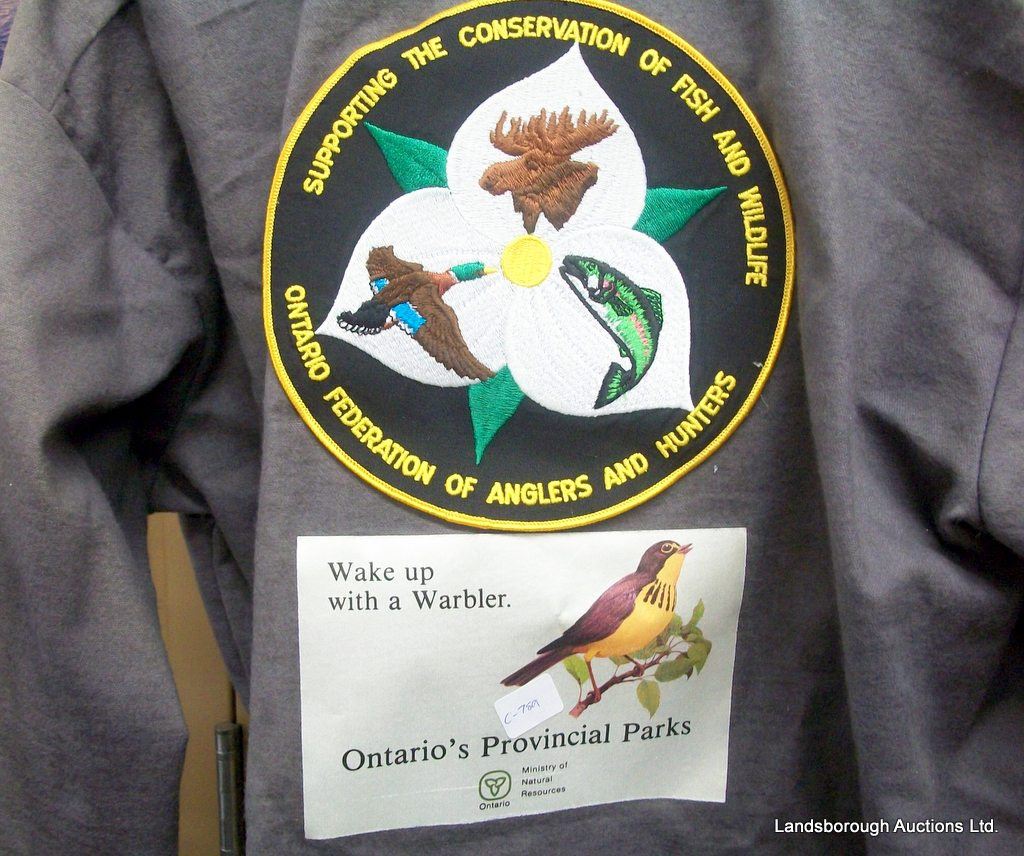 SUPPORTING THE CONSERVATION OF FISH AND WILDLIFE
ONTARIO FEDERATION OF ANGLERS AND HUNTERS
Wake up
with a Warbler.
Ontario's Provincial Parks
Ontario
Ministry of
Natural
Resources
Landsborough Auctions Ltd.